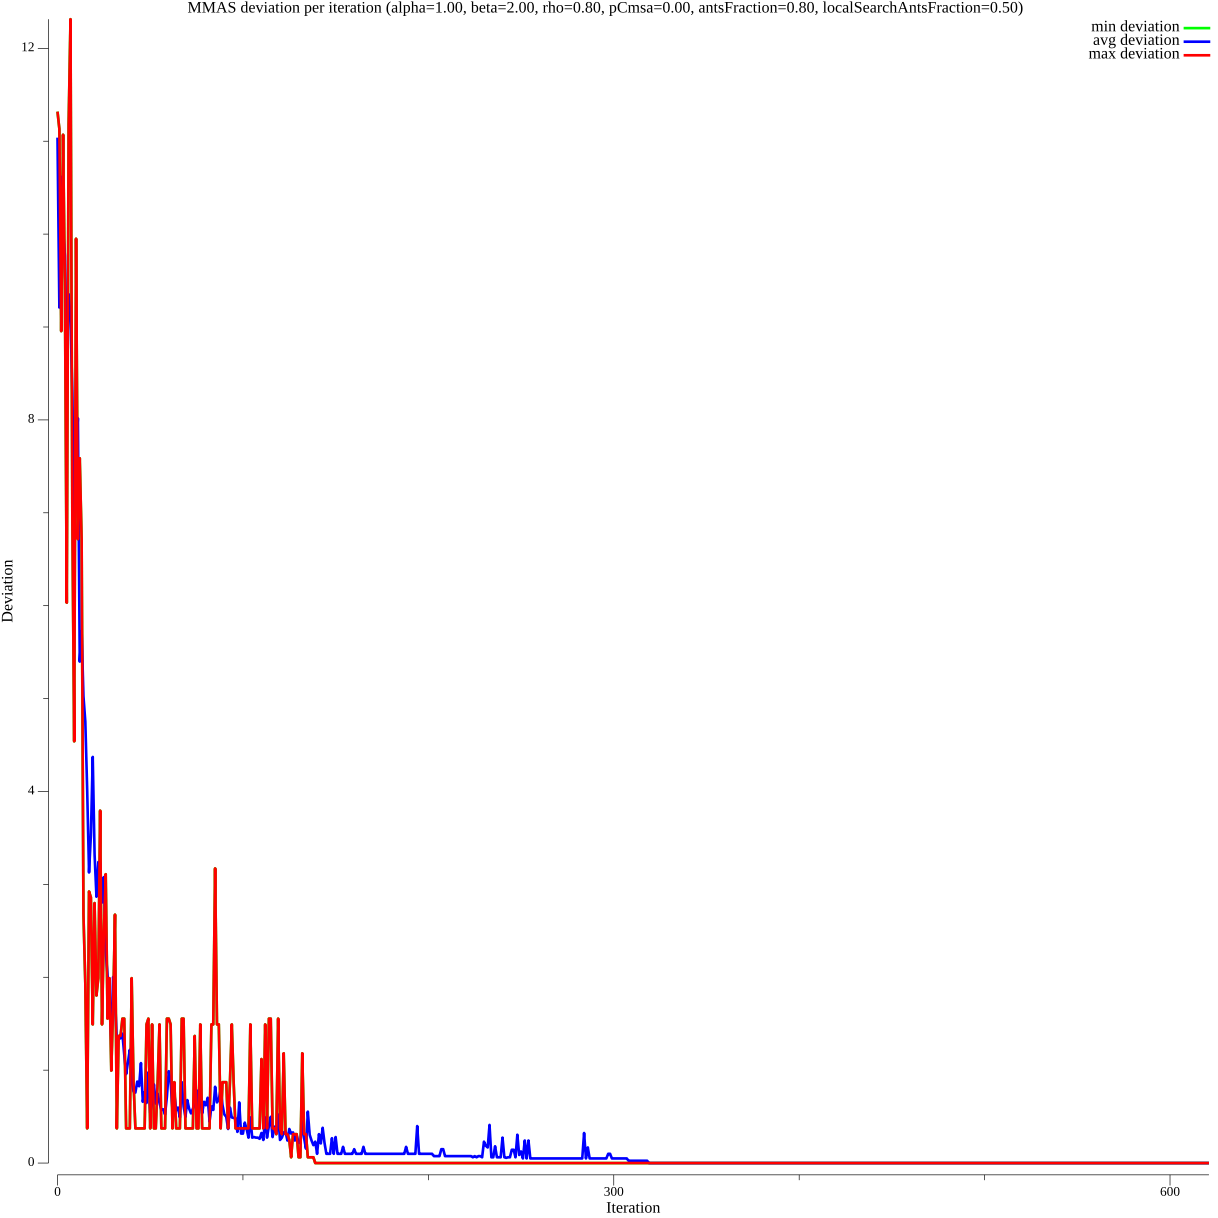 MMAS deviation per iteration (alpha=1.00, beta=2.00, rho=0.80, pCmsa=0.00, antsFraction=0.80, localSearchAntsFraction=0.50)
min deviation
avg deviation
max deviation
12
8
4
0
Deviation
0
300
600
Iteration